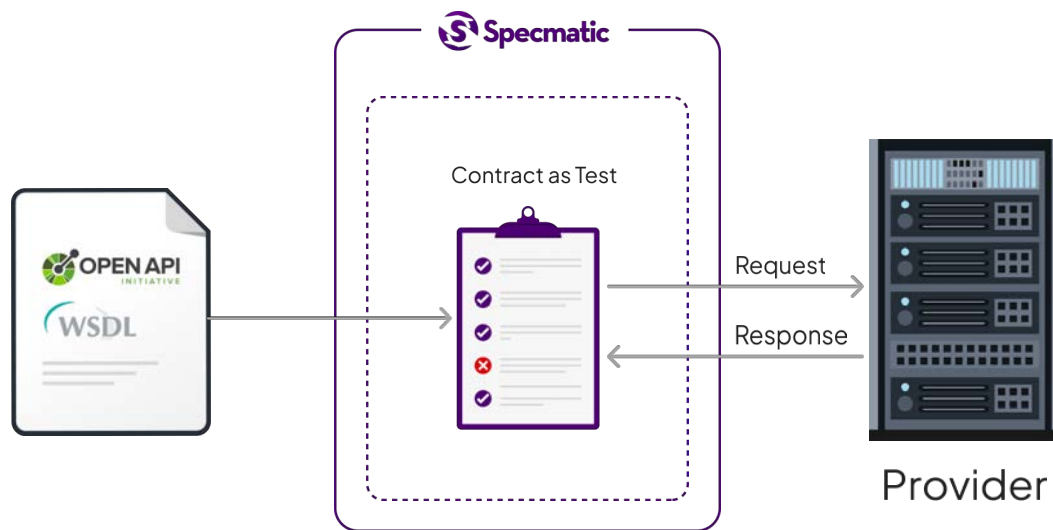 Specmatic
Contract as Test
OPEN API
INITIATIVE
WSDL
Request
Response
Provider